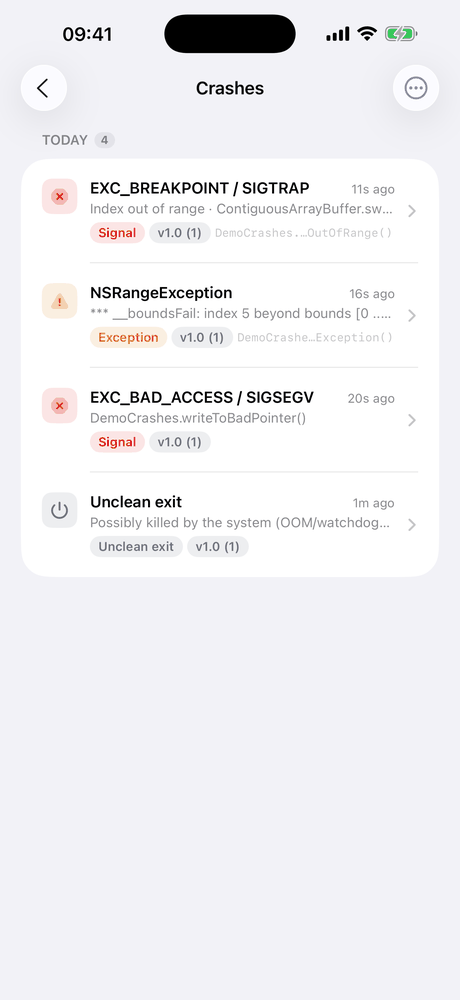 09:41
Crashes
TODAY 4
EXC_BREAKPOINT / SIGTRAP 11s ago
Index out of range · ContiguousArrayBuffer.sw...
Signal v1.0 (1) DemoCrashes.…OutOfRange()
NSRangeException 16s ago
*** __boundsFail: index 5 beyond bounds [0 ..…
Exception v1.0 (1) DemoCrashe…Exception()
EXC_BAD_ACCESS / SIGSEGV 20s ago
DemoCrashes.writeToBadPointer()
Signal v1.0 (1)
Unclean exit 1m ago
Possibly killed by the system (OOM/watchdog...
Unclean exit v1.0 (1)